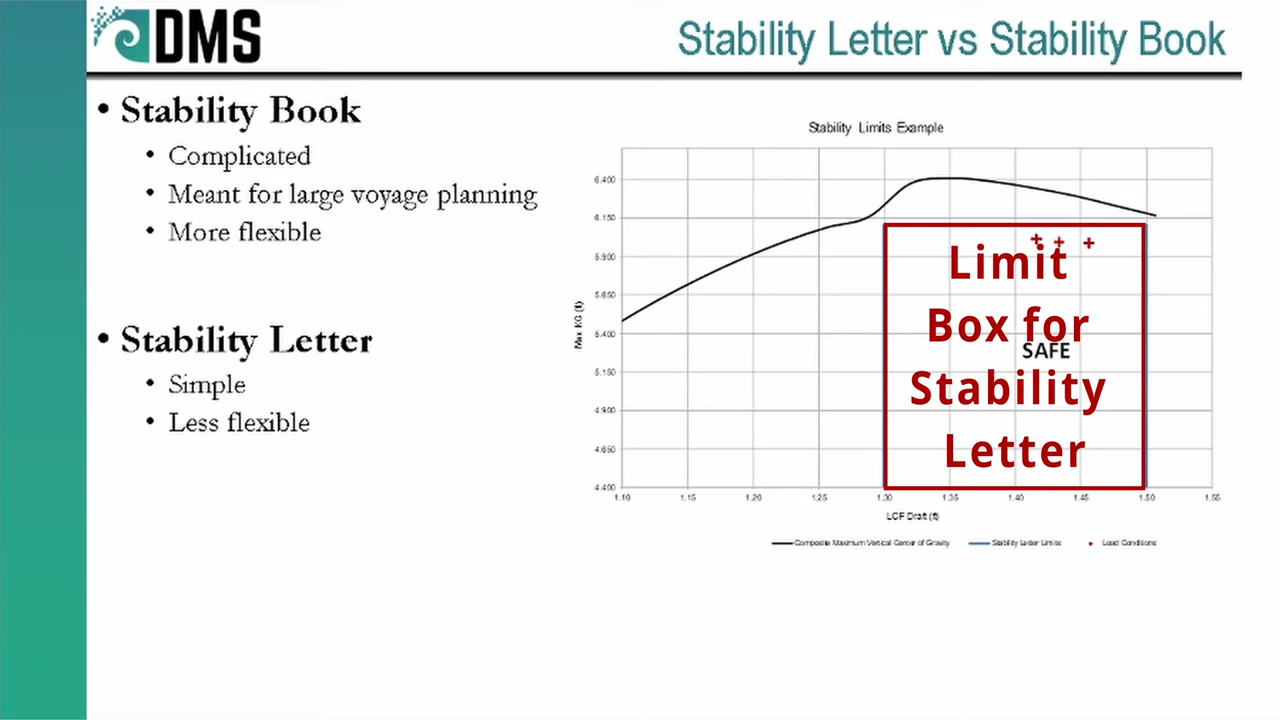 DMS
Stability Letter vs Stability Book
• Stability Book
• Complicated
• Meant for large voyage planning
• More flexible
• Stability Letter
• Simple
• Less flexible
Stability Limits Example
6.400
6.150
5.900
5.650
5.400
5.150
4.900
4.650
4.400
Max KG (ft)
1.10 1.15 1.20 1.25 1.30 1.35 1.40 1.45 1.50 1.55
LCF Draft (ft)
Limit
Box for
SAFE
Stability
Letter
Composite Maximum Vertical Center of Gravity Stability Letter Limits Load Conditions